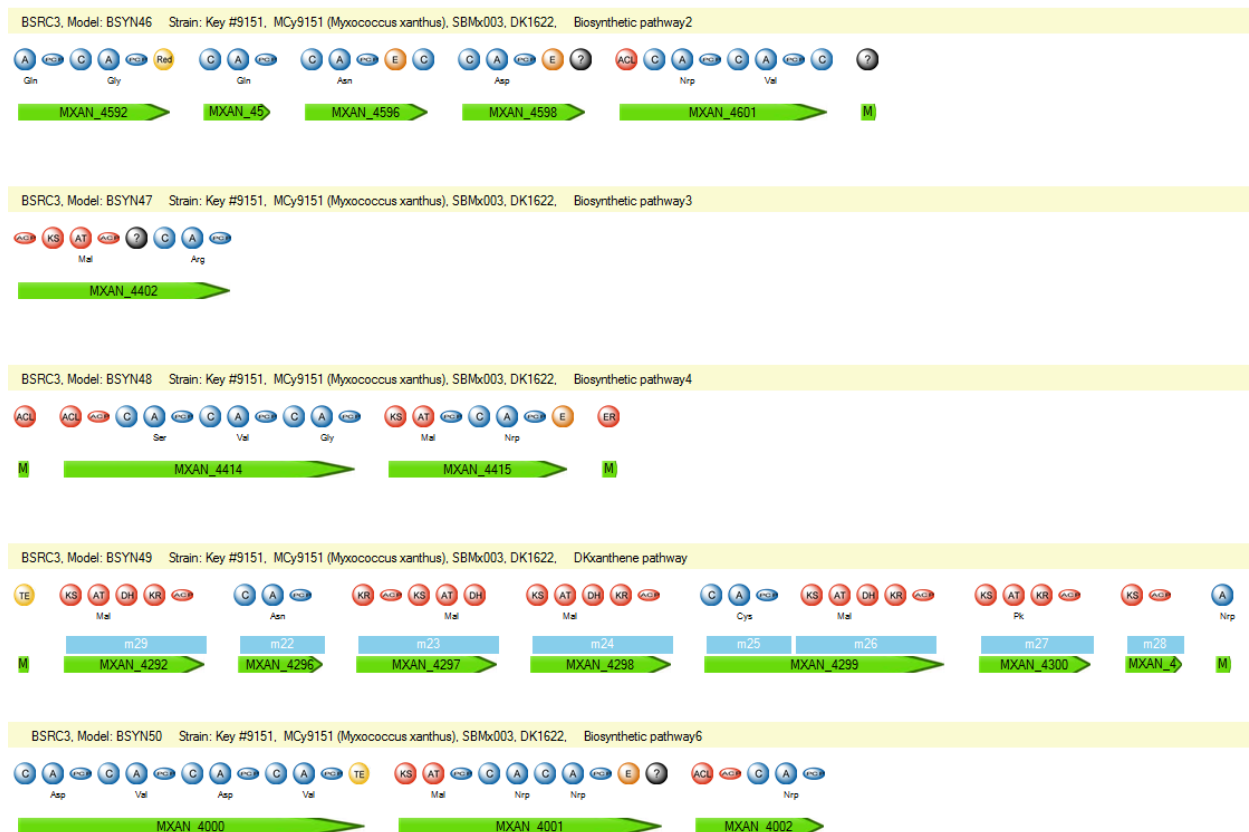 BSRC3, Model: BSYN46 Strain: Key #9151, MCy9151 (Myxococcus xanthus), SBMx003, DK1622, Biosynthetic pathway2
A PCP C A PCP Red C A PCP C A PCP E C C A PCP E ? ACL C A PCP C A PCP C ?
Gln Gly Gln Asn Asp Nrp Val
MXAN_4592 MXAN_45 MXAN_4596 MXAN_4598 MXAN_4601 M
BSRC3, Model: BSYN47 Strain: Key #9151, MCy9151 (Myxococcus xanthus), SBMx003, DK1622, Biosynthetic pathway3
ACP KS AT ACP ? C A PCP
Mal Arg
MXAN_4402
BSRC3, Model: BSYN48 Strain: Key #9151, MCy9151 (Myxococcus xanthus), SBMx003, DK1622, Biosynthetic pathway4
ACL ACL ACP C A PCP C A PCP C A PCP KS AT PCP C A PCP E ER
Ser Val Gly Mal Nrp
M MXAN_4414 MXAN_4415 M
BSRC3, Model: BSYN49 Strain: Key #9151, MCy9151 (Myxococcus xanthus), SBMx003, DK1622, DKxanthene pathway
TE KS AT DH KR ACP C A PCP KR ACP KS AT DH KS AT DH KR ACP C A PCP KS AT DH KR ACP KS AT KR ACP KS ACP A
Mal Asn Mal Mal Cys Mal Pk Nrp
m29 m22 m23 m24 m25 m26 m27 m28
M MXAN_4292 MXAN_4296 MXAN_4297 MXAN_4298 MXAN_4299 MXAN_4300 MXAN_4 M
BSRC3, Model: BSYN50 Strain: Key #9151, MCy9151 (Myxococcus xanthus), SBMx003, DK1622, Biosynthetic pathway6
C A PCP C A PCP C A PCP C A PCP TE KS AT PCP C A C A PCP E ? ACL ACP C A PCP
Asp Val Asp Val Mal Nrp Nrp Nrp
MXAN_4000 MXAN_4001 MXAN_4002